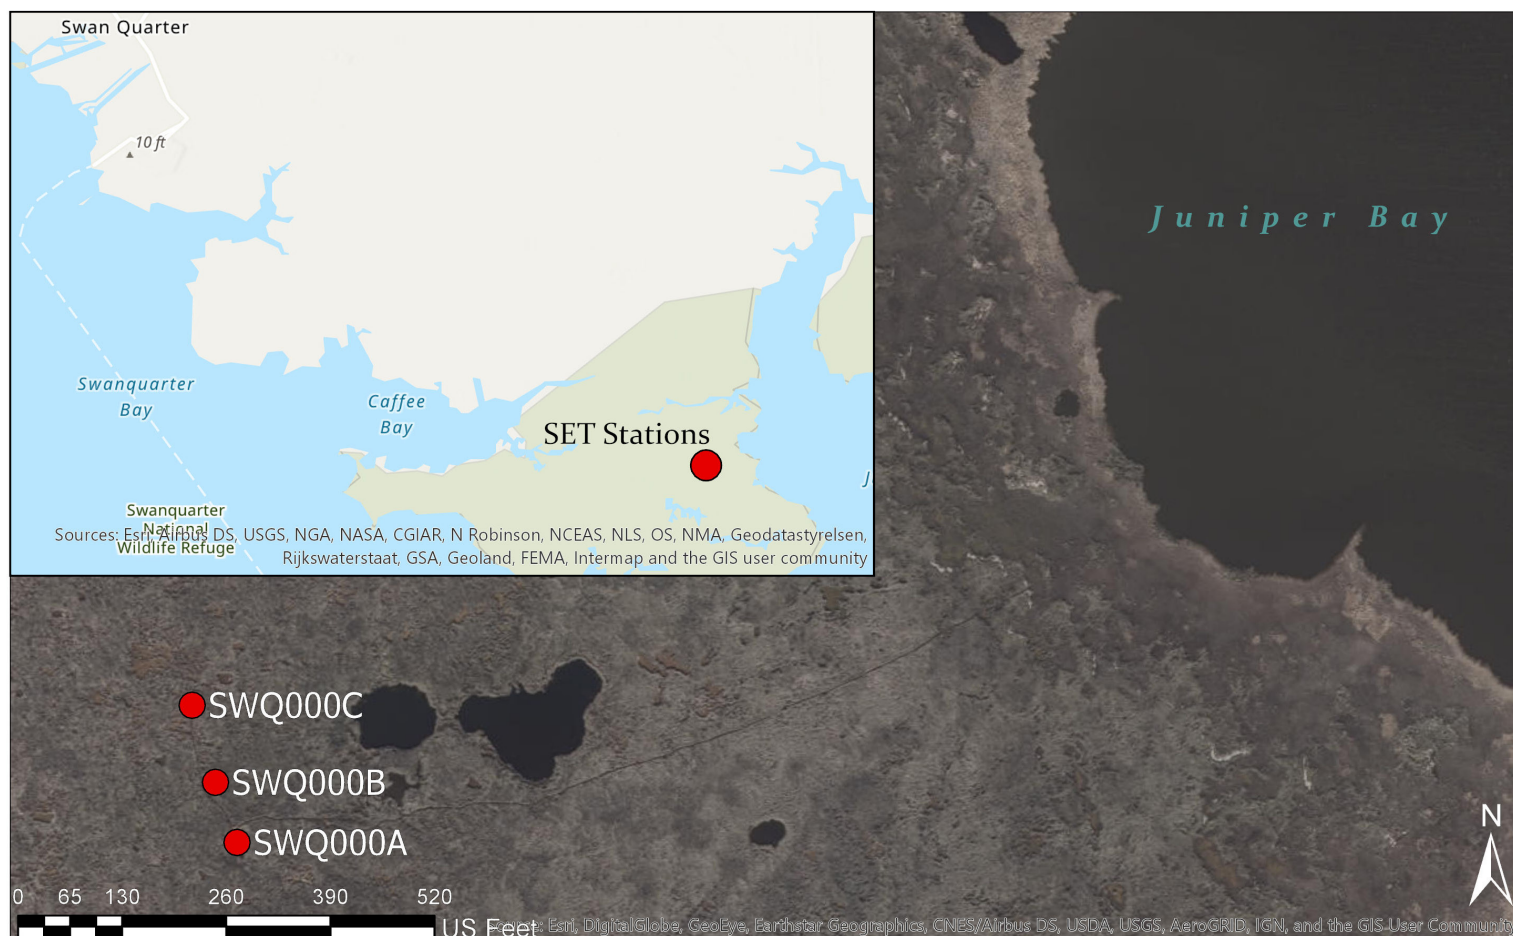 Swan Quarter
10 ft
Juniper Bay
Swanquarter
Bay
Caffee
Bay
SET Stations
J
Swanquarter
National
Wildlife Refuge
Sources: Esri, Airbus DS, USGS, NGA, NASA, CGIAR, N Robinson, NCEAS, NLS, OS, NMA, Geodatastyrelsen,
Rijkswaterstaat, GSA, Geoland, FEMA, Intermap and the GIS user community
SWQ000C
SWQ000B
SWQ000A
N
0 65 130 260 390 520
US Feet
Source: Esri, DigitalGlobe, GeoEye, Earthstar Geographics, CNES/Airbus DS, USDA, USGS, AeroGRID, IGN, and the GIS User Community